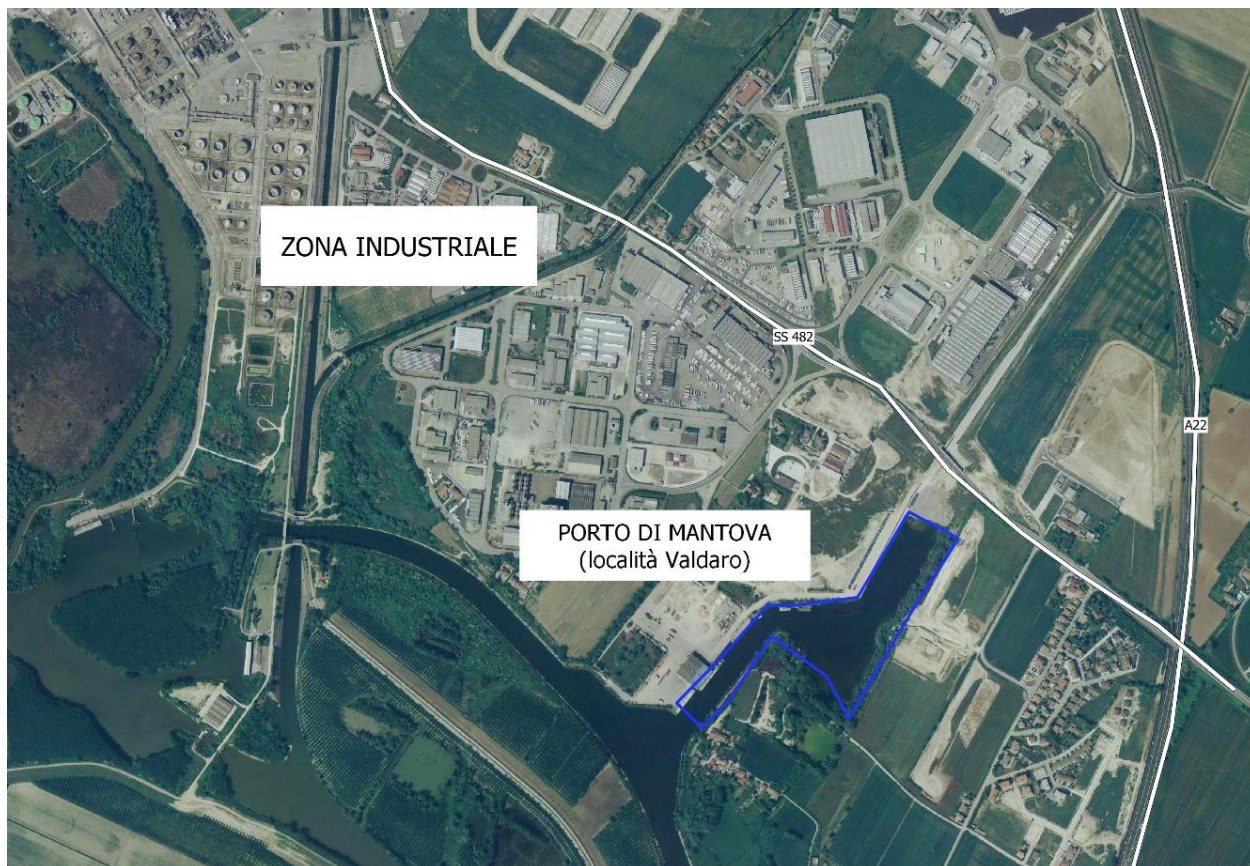 ZONA INDUSTRIALE
SS 482
A22
PORTO DI MANTOVA
(località Valdaro)